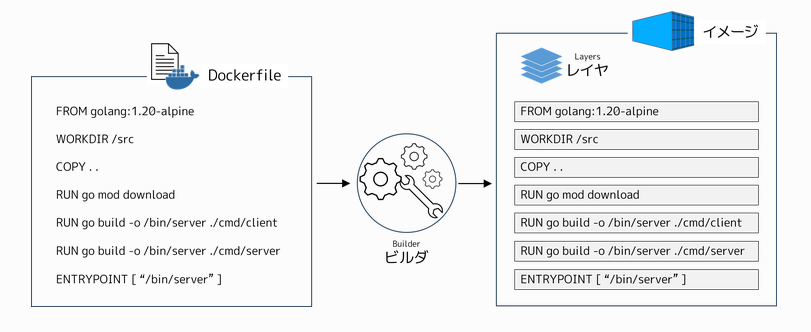 Dockerfile
FROM golang:1.20-alpine
WORKDIR /src
COPY . .
RUN go mod download
RUN go build -o /bin/server ./cmd/client
RUN go build -o /bin/server ./cmd/server
ENTRYPOINT [ “/bin/server” ]
Builder
ビルダ
イメージ
Layers
レイヤ
FROM golang:1.20-alpine
WORKDIR /src
COPY . .
RUN go mod download
RUN go build -o /bin/server ./cmd/client
RUN go build -o /bin/server ./cmd/server
ENTRYPOINT [ “/bin/server” ]